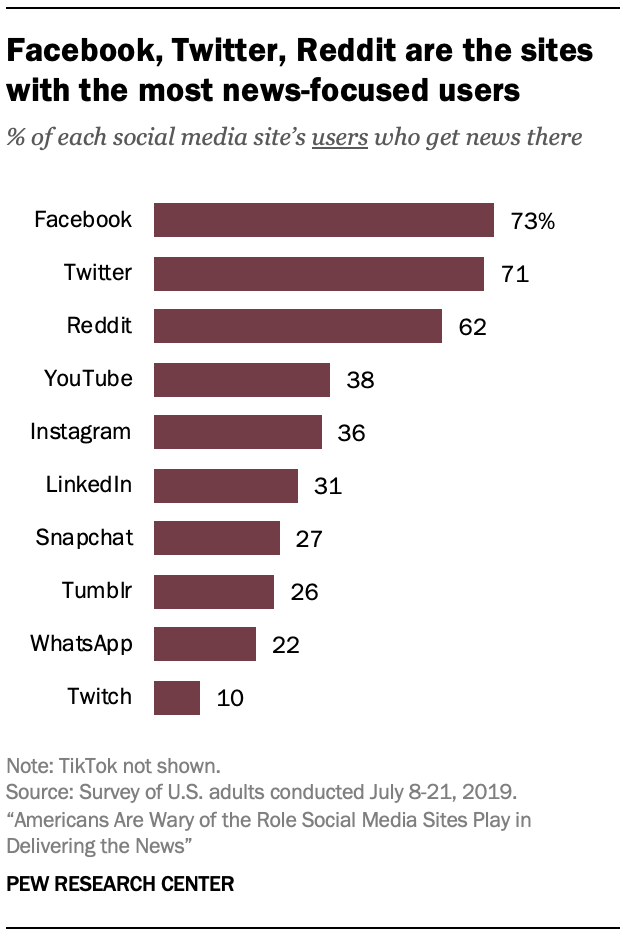 Facebook, Twitter, Reddit are the sites
with the most news-focused users
% of each social media site's users who get news there
Facebook 73%
Twitter 71
Reddit 62
YouTube 38
Instagram 36
LinkedIn 31
Snapchat 27
Tumblr 26
WhatsApp 22
Twitch 10
Note: TikTok not shown.
Source: Survey of U.S. adults conducted July 8-21, 2019.
“Americans Are Wary of the Role Social Media Sites Play in
Delivering the News”
PEW RESEARCH CENTER